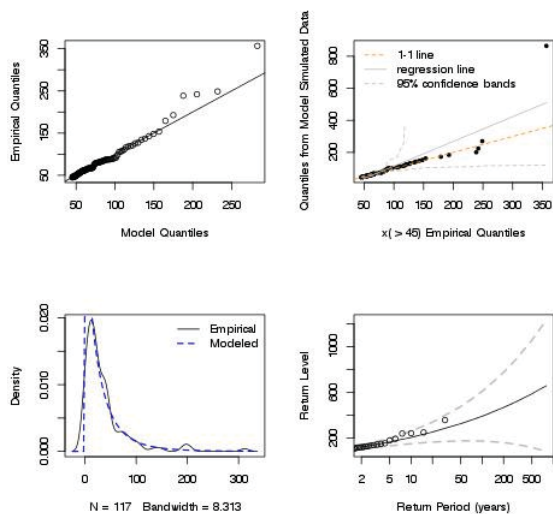 Empirical Quantiles
50
150
250
350
50
100
150
200
250
Model Quantiles
Quantiles from Model Simulated Data
200
400
600
800
1-1 line
regression line
95% confidence bands
50
100
150
200
250
300
350
x( > 45) Empirical Quantiles
Density
0.000
0.010
0.020
Empirical
Modeled
0
100
200
300
N = 117 Bandwidth = 8.313
Return Level
200
600
1000
2
5
10
50
200
500
Return Period (years)